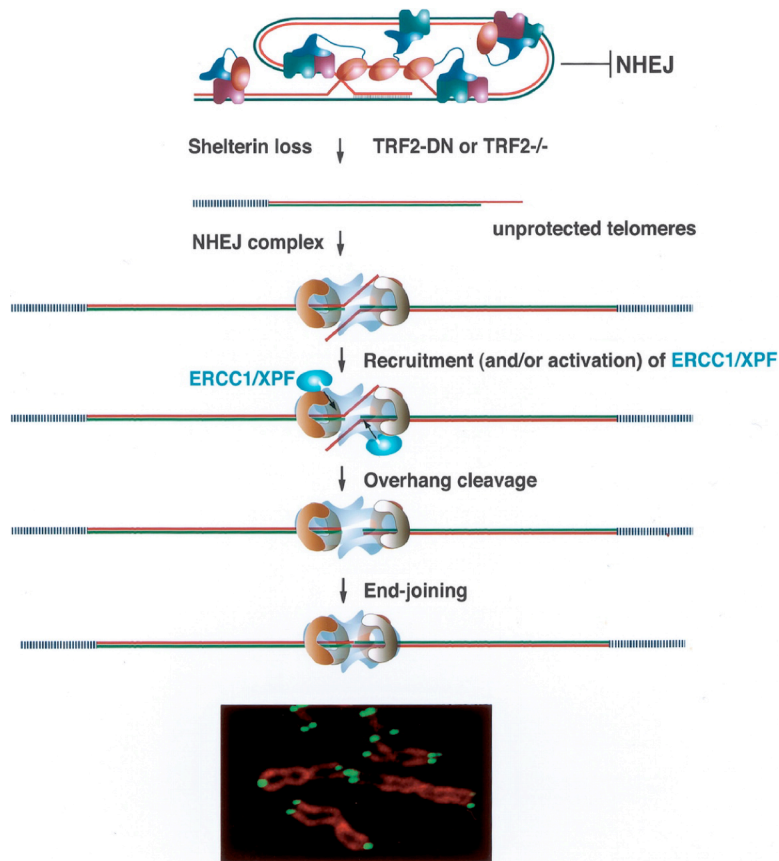 NHEJ
Shelterin loss TRF2-DN or TRF2-/-
unprotected telomeres
NHEJ complex
Recruitment (and/or activation) of ERCC1/XPF
ERCC1/XPF
Overhang cleavage
End-joining